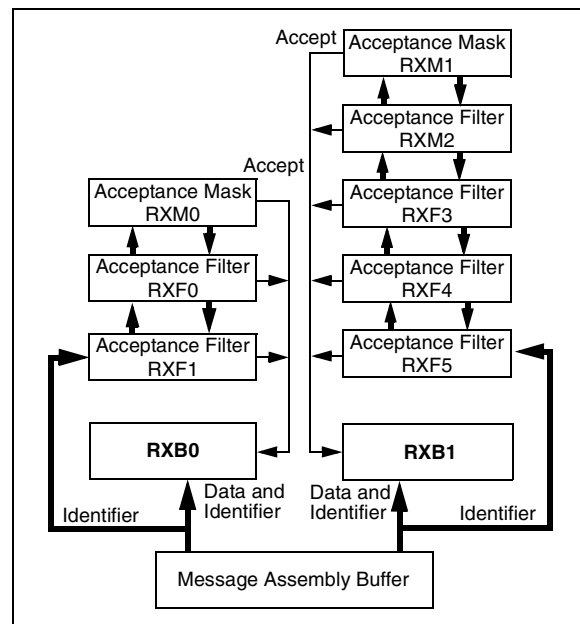 Accept
Acceptance Mask
RXM1
Acceptance Filter
RXM2
Accept
Acceptance Mask
RXM0
Acceptance Filter
RXF3
Acceptance Filter
RXF0
Acceptance Filter
RXF4
Acceptance Filter
RXF1
Acceptance Filter
RXF5
RXB0
RXB1
Identifier
Data and
Identifier
Data and
Identifier
Identifier
Message Assembly Buffer